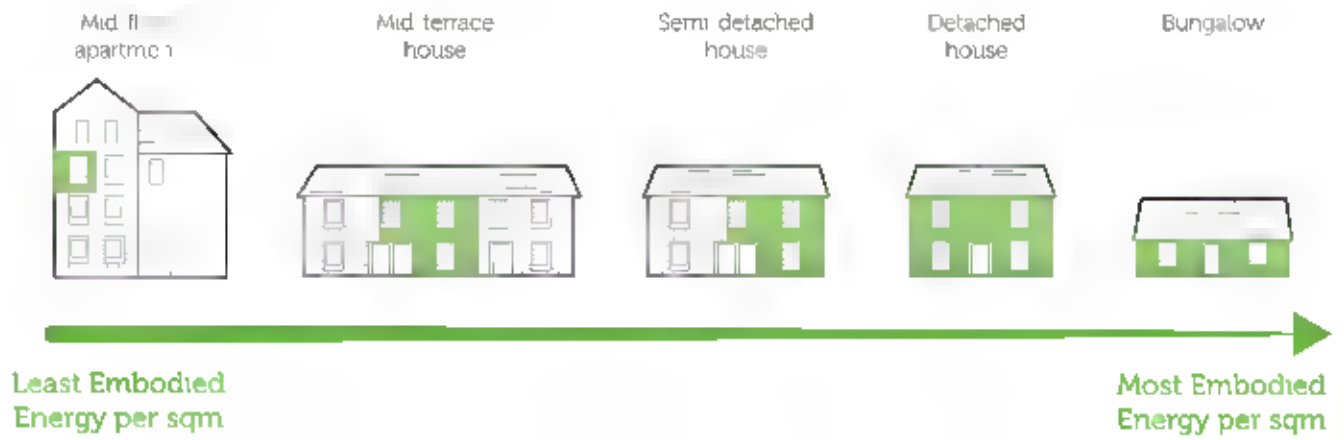 Mid
Mid terrace
house
Semi detached
house
Detached
house
Bungalow
Least Embodied
Energy per sqm
Most Embodied
Energy per sqm